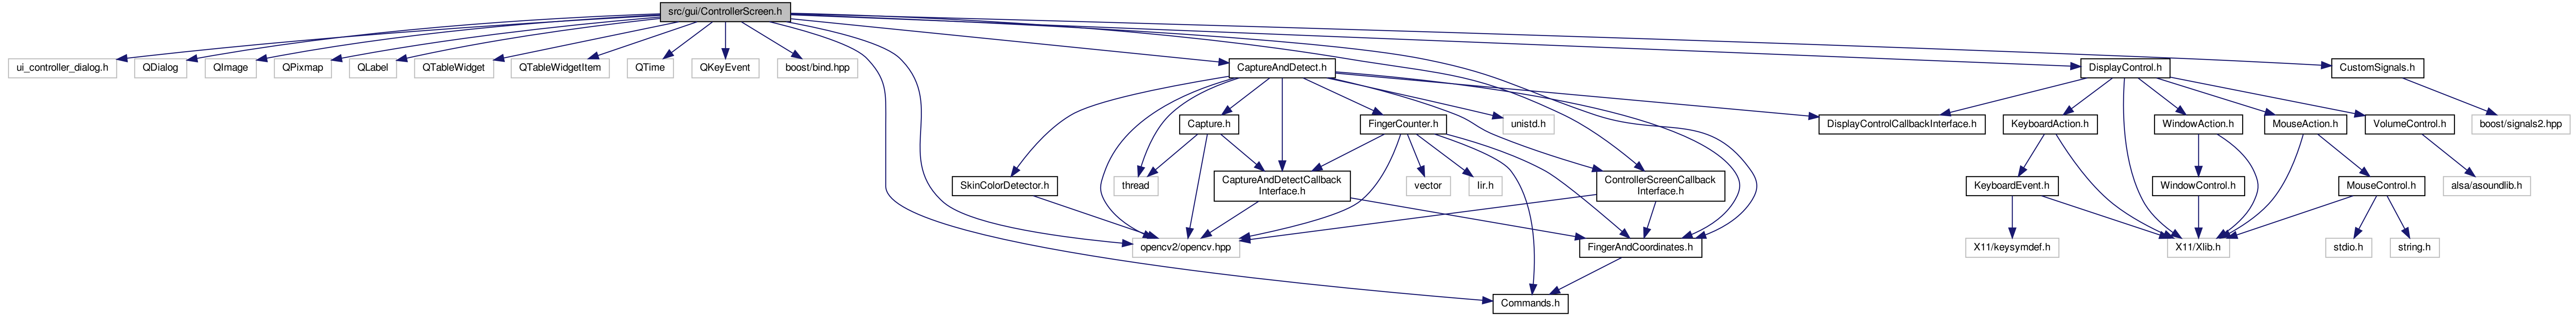 src/gui/ControllerScreen.h
ui_controller_dialog.h
QDialog
QImage
QPixmap
QLabel
QTableWidget
QTableWidgetItem
QTime
QKeyEvent
boost/bind.hpp
CaptureAndDetect.h
DisplayControl.h
CustomSignals.h
Capture.h
FingerCounter.h
unistd.h
DisplayControlCallbackInterface.h
KeyboardAction.h
WindowAction.h
MouseAction.h
VolumeControl.h
boost/signals2.hpp
SkinColorDetector.h
thread
CaptureAndDetectCallback
Interface.h
vector
lir.h
ControllerScreenCallback
Interface.h
KeyboardEvent.h
WindowControl.h
MouseControl.h
alsa/asoundlib.h
opencv2/opencv.hpp
FingerAndCoordinates.h
X11/keysymdef.h
X11/Xlib.h
stdio.h
string.h
Commands.h